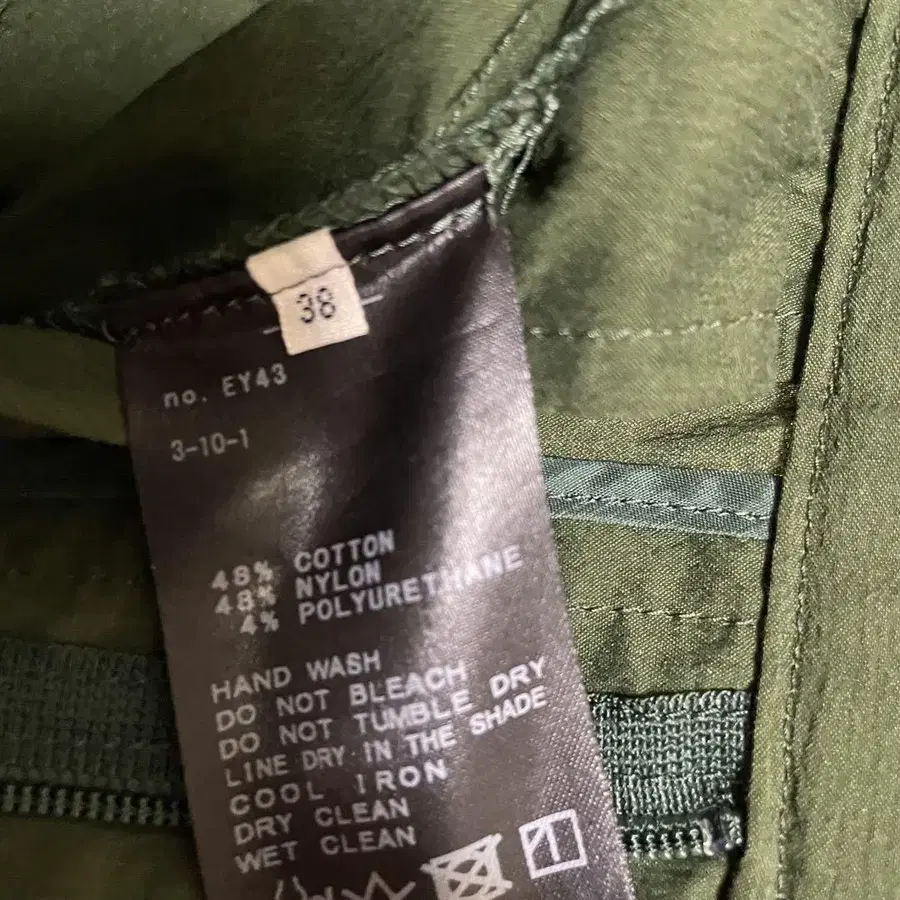 38
no. EY43
3-10-1
48% COTTON
48% NYLON
4% POLYURETHANE
HAND WASH
DO NOT BLEACH
DO NOT TUMBLE DRY
LINE DRY IN THE SHADE
COOL IRON
DRY CLEAN
WET CLEAN